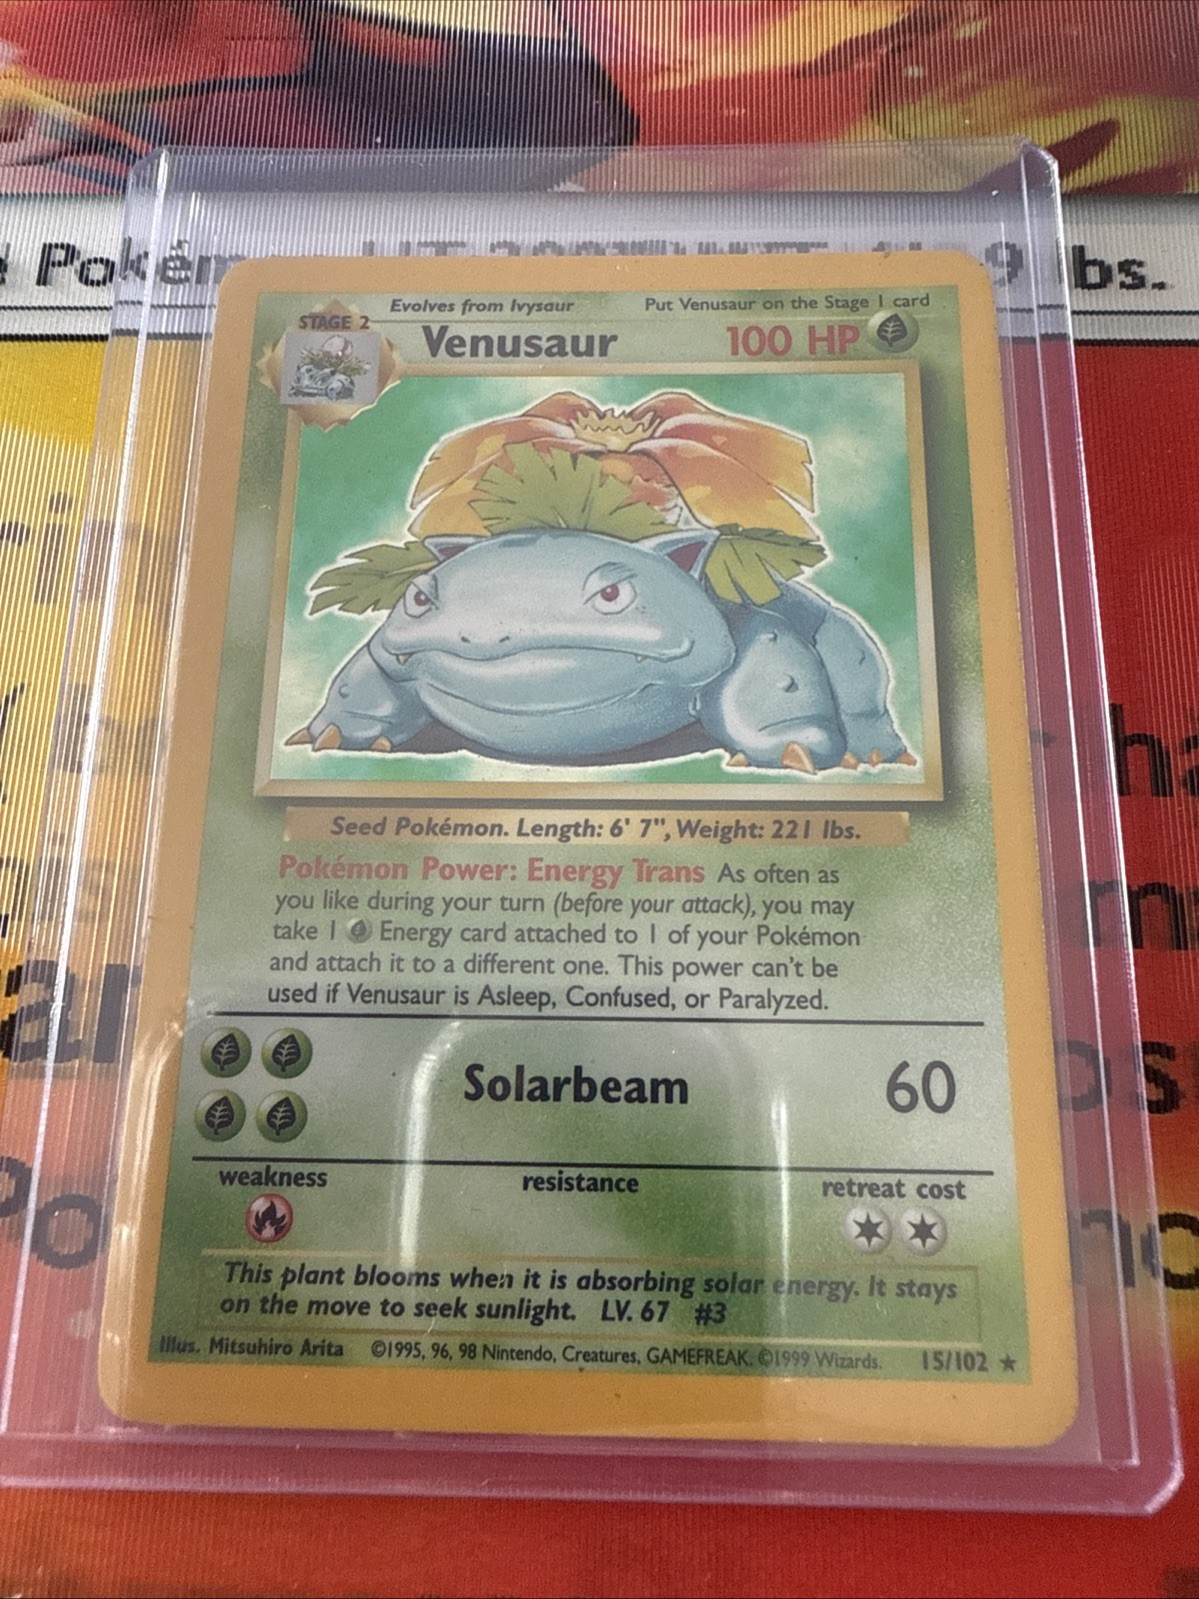 Pokém
9 lbs.
Evolves from Ivysaur
Put Venusaur on the Stage 1 card
STAGE 2
Venusaur
100 HP
Seed Pokémon. Length: 6' 7", Weight: 221 lbs.
Pokémon Power: Energy Trans As often as
you like during your turn (before your attack), you may
take 1 Energy card attached to 1 of your Pokémon
and attach it to a different one. This power can't be
used if Venusaur is Asleep, Confused, or Paralyzed.
Solarbeam
60
weakness
resistance
retreat cost
This plant blooms when it is absorbing solar energy. It stays
on the move to seek sunlight. LV. 67 #3
Illus. Mitsuhiro Arita ©1995, 96, 98 Nintendo, Creatures, GAMEFREAK. ©1999 Wizards. 15/102 ★